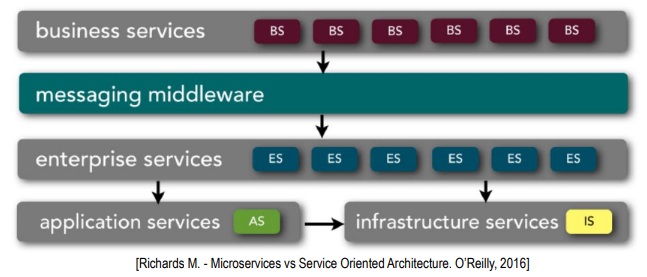 business services BS BS BS BS BS BS
messaging middleware
enterprise services ES ES ES ES ES ES
application services AS infrastructure services IS
[Richards M. - Microservices vs Service Oriented Architecture. O’Reilly, 2016]